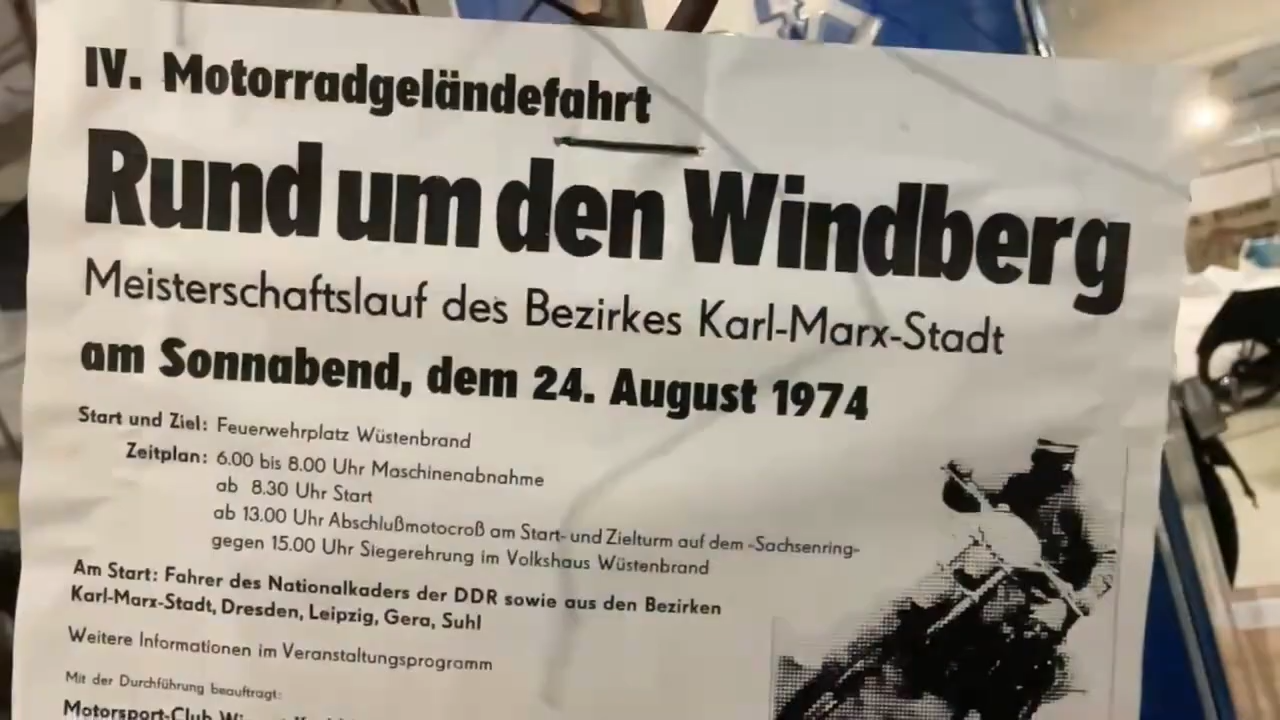 IV. Motorradgeländefahrt
Rund um den Windberg
Meisterschaftslauf des Bezirkes Karl-Marx-Stadt
am Sonnabend, dem 24. August 1974
Start und Ziel: Feuerwehrplatz Wüstenbrand
Zeitplan: 6.00 bis 8.00 Uhr Maschinenabnahme
ab 8.30 Uhr Start
ab 13.00 Uhr Abschlußmotocroß am Start- und Zielturm auf dem -Sachsenring-
gegen 15.00 Uhr Siegerehrung im Volkshaus Wüstenbrand
Am Start: Fahrer des Nationalkaders der DDR sowie aus den Bezirken
Karl-Marx-Stadt, Dresden, Leipzig, Gera, Suhl
Weitere Informationen im Veranstaltungsprogramm
Mit der Durchführung beauftragt:
Motorsport-Club